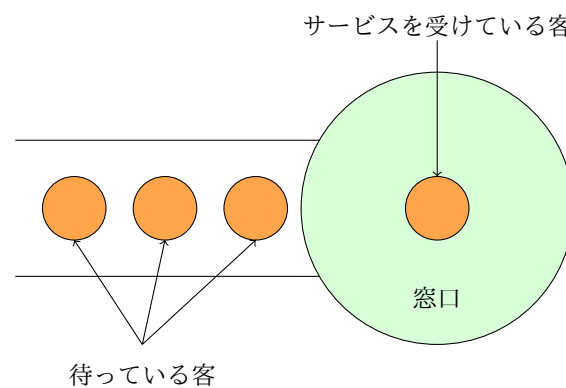 サービスを受けている客
窓口
待っている客